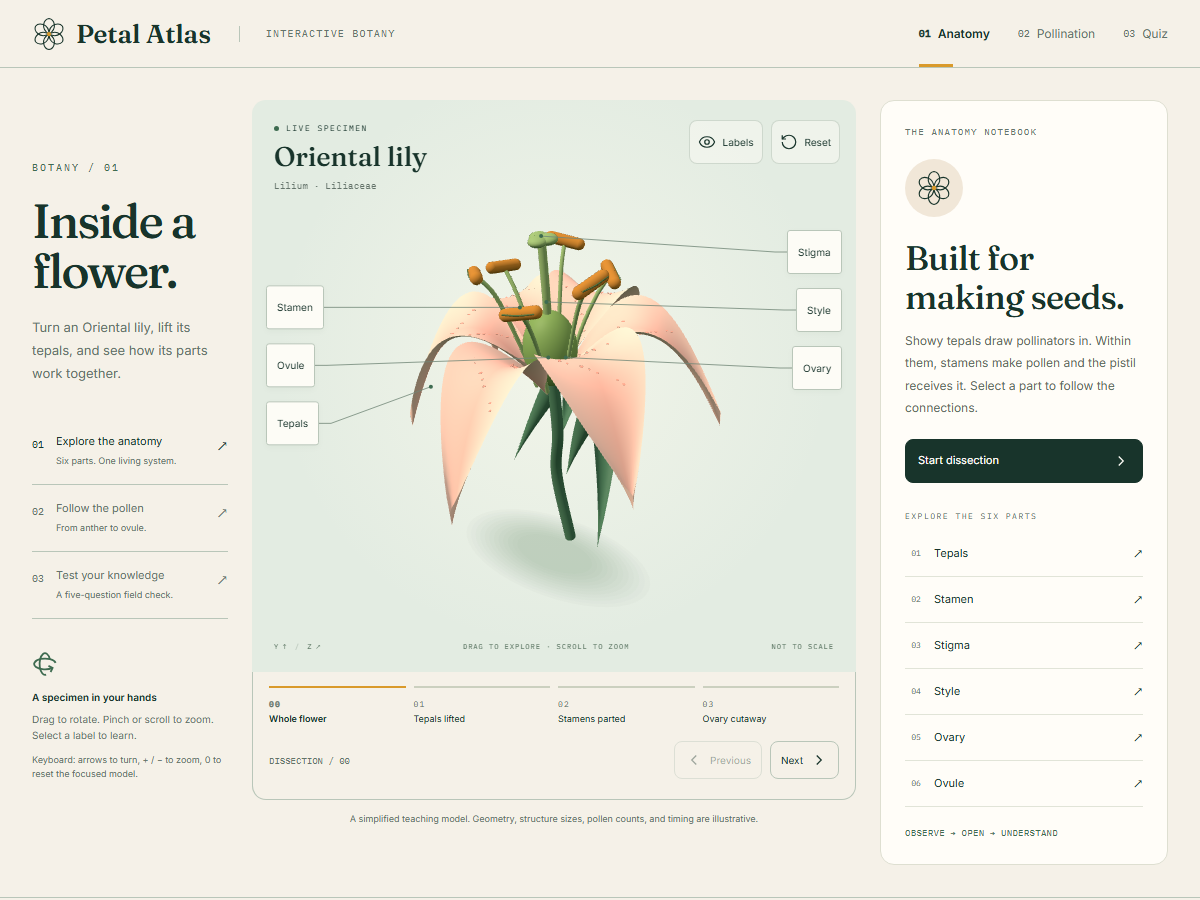 Petal Atlas
INTERACTIVE BOTANY
01 Anatomy
02 Pollination
03 Quiz
BOTANY / 01
Inside a
flower.
Turn an Oriental lily, lift its
tepals, and see how its parts
work together.
01 Explore the anatomy ↗
Six parts. One living system.
02 Follow the pollen ↗
From anther to ovule.
03 Test your knowledge ↗
A five-question field check.
A specimen in your hands
Drag to rotate. Pinch or scroll to zoom.
Select a label to learn.
Keyboard: arrows to turn, + / − to zoom, 0 to
reset the focused model.
LIVE SPECIMEN
Oriental lily
Lilium · Liliaceae
Labels
Reset
Stigma
Stamen
Style
Ovule
Ovary
Tepals
Y ↑ / Z ↗
DRAG TO EXPLORE · SCROLL TO ZOOM
NOT TO SCALE
00
Whole flower
01
Tepals lifted
02
Stamens parted
03
Ovary cutaway
DISSECTION / 00
Previous
Next
A simplified teaching model. Geometry, structure sizes, pollen counts, and timing are illustrative.
THE ANATOMY NOTEBOOK
Built for
making seeds.
Showy tepals draw pollinators in. Within
them, stamens make pollen and the pistil
receives it. Select a part to follow the
connections.
Start dissection
EXPLORE THE SIX PARTS
01 Tepals ↗
02 Stamen ↗
03 Stigma ↗
04 Style ↗
05 Ovary ↗
06 Ovule ↗
OBSERVE → OPEN → UNDERSTAND